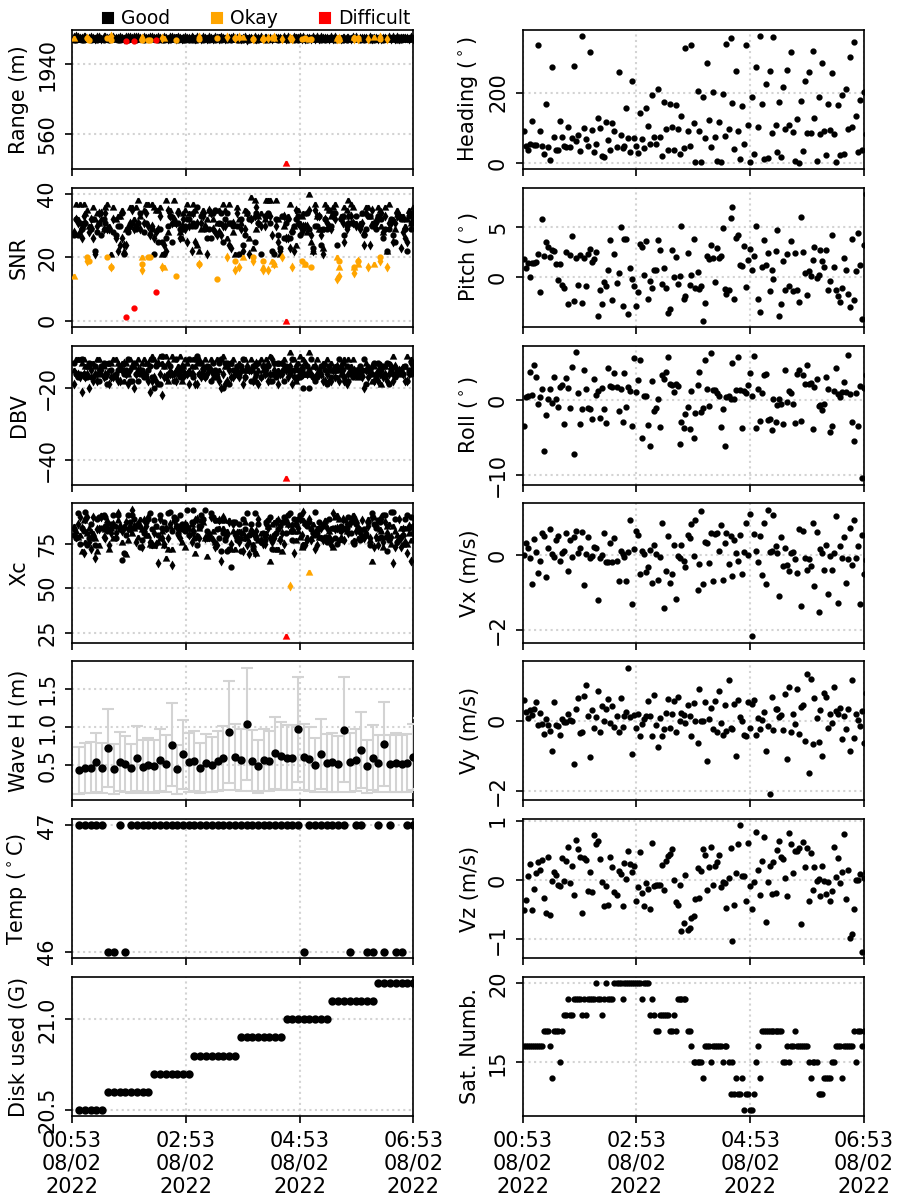 Good Okay Difficult
Range (m)
1940
560
Heading (°)
200
0
SNR
40
20
0
Pitch (°)
5
0
DBV
−20
−40
Roll (°)
0
−10
Xc
75
50
25
Vx (m/s)
0
−2
Wave H (m)
1.5
1.0
0.5
Vy (m/s)
0
−2
Temp (°C)
47
46
Vz (m/s)
1
0
−1
Disk used (G)
21.0
20.5
Sat. Numb.
20
15
00:53 02:53 04:53 06:53 00:53 02:53 04:53 06:53
08/02 08/02 08/02 08/02 08/02 08/02 08/02 08/02
2022 2022 2022 2022 2022 2022 2022 2022